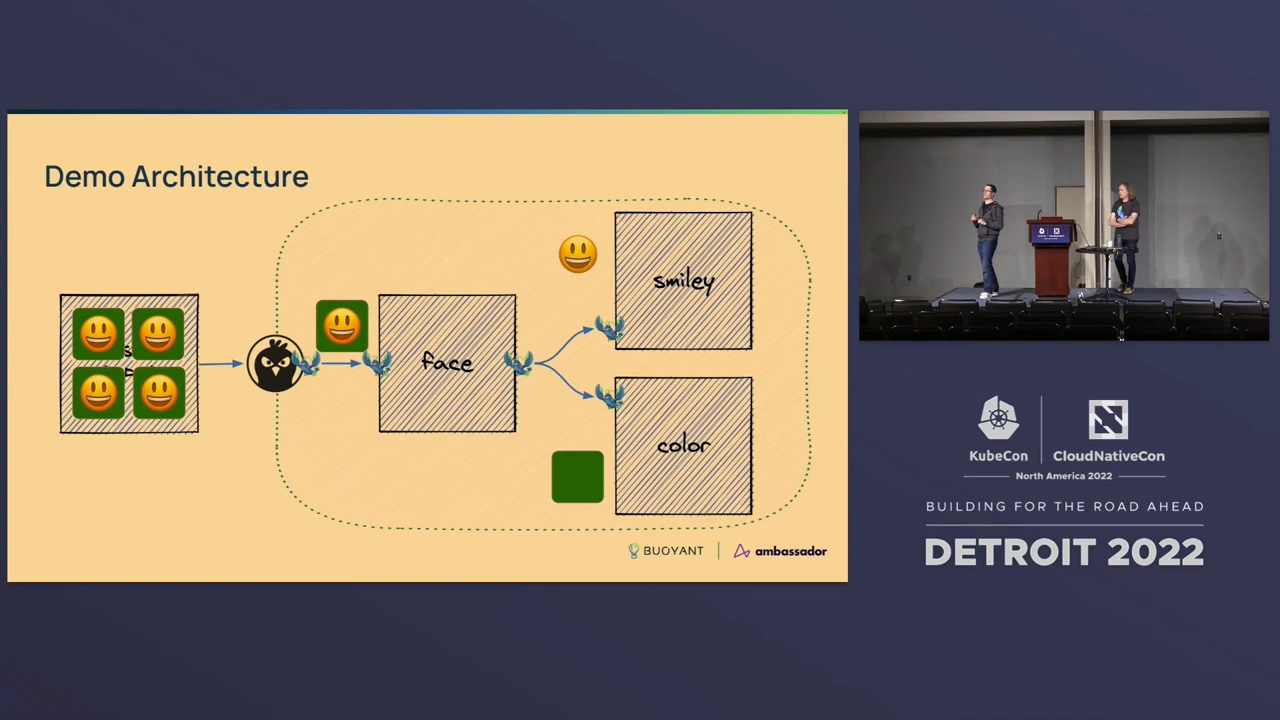 Demo Architecture
smiley
face
color
BUOYANT
ambassador
KubeCon
CloudNativeCon
North America 2022
BUILDING FOR THE ROAD AHEAD
DETROIT 2022